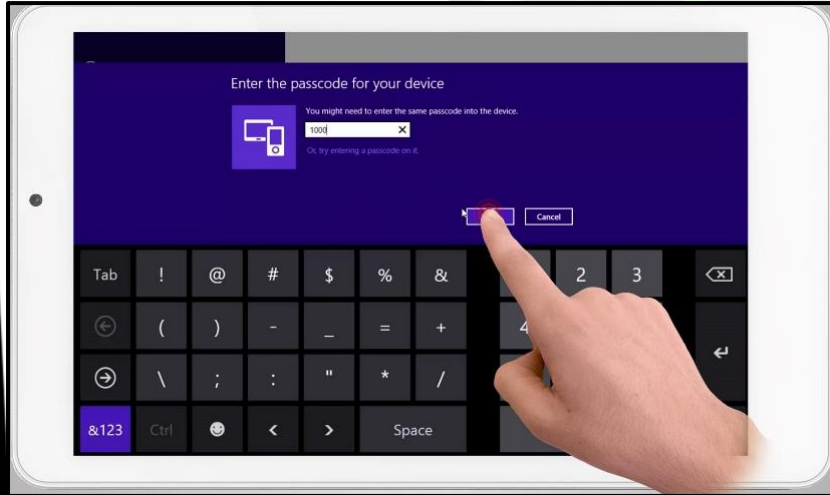 Enter the passcode for your device
You might need to enter the same passcode into the device.
1000
Or, try entering a passcode on it.
Cancel
Tab ! @ # $ % & 2 3
( ) - _ = + 4
\ ; : " * /
&123 Ctrl < > Space